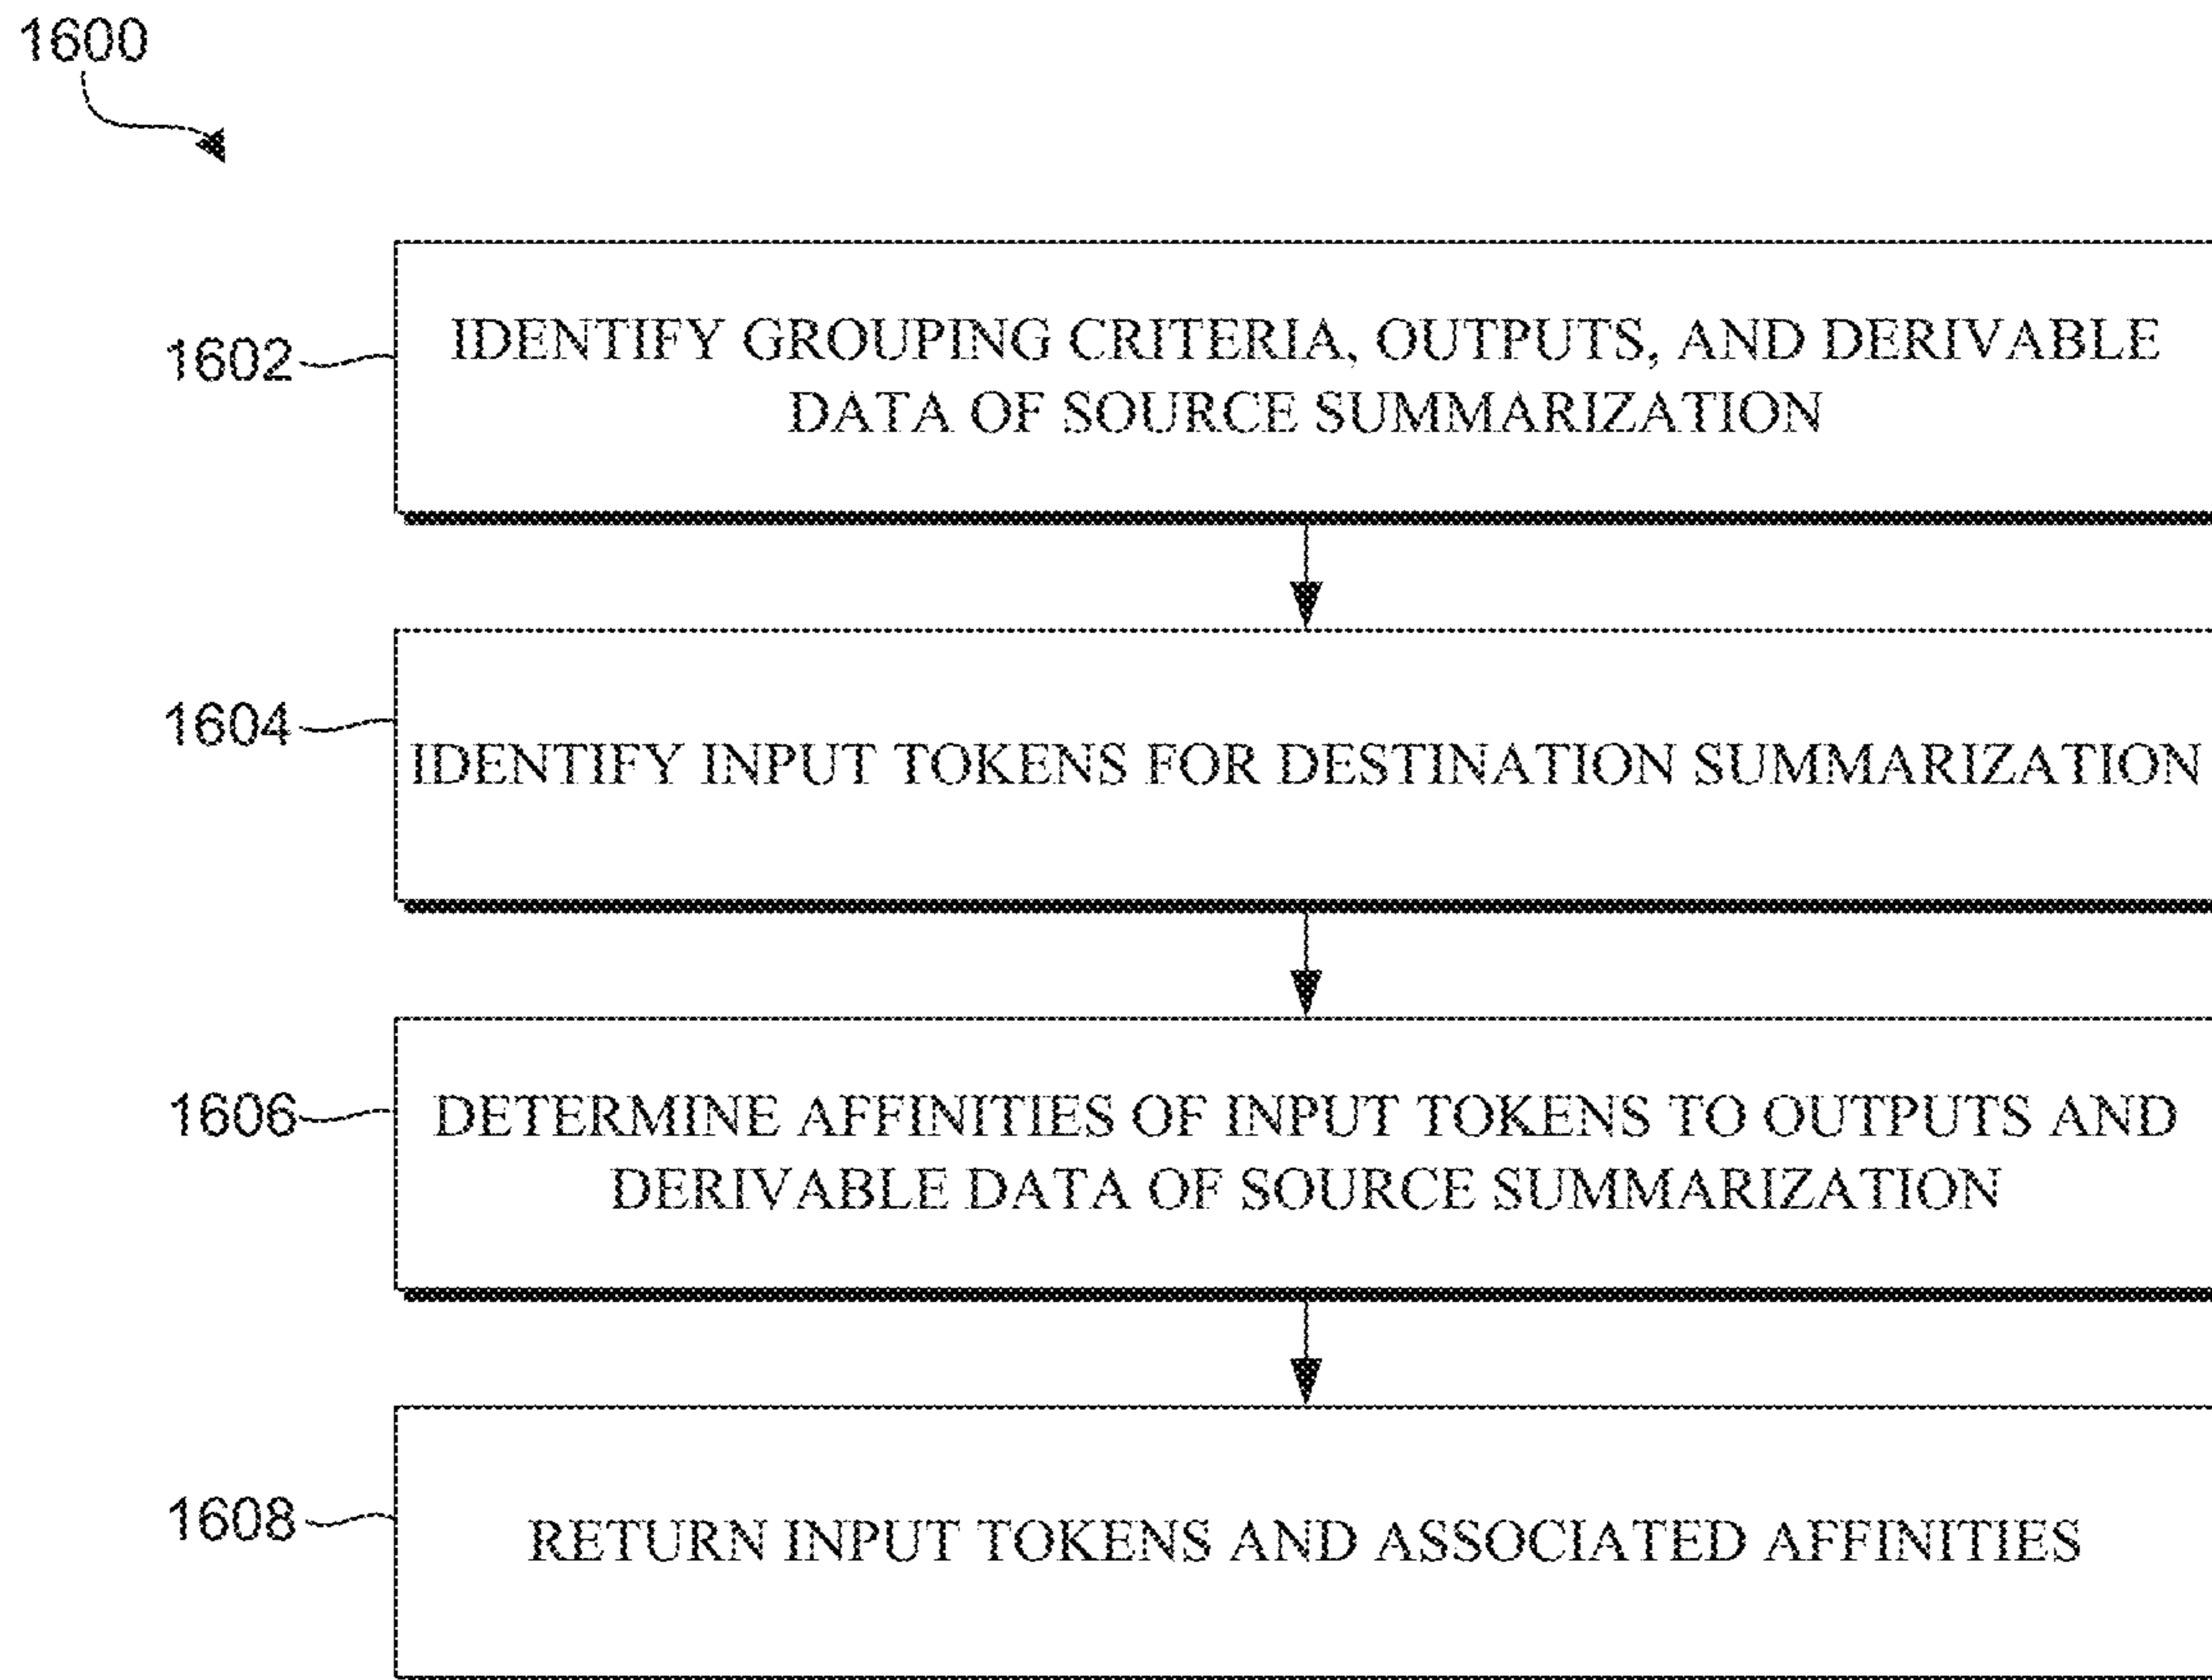 1600
1602
IDENTIFY GROUPING CRITERIA, OUTPUTS, AND DERIVABLE
DATA OF SOURCE SUMMARIZATION
1604
IDENTIFY INPUT TOKENS FOR DESTINATION SUMMARIZATION
1606
DETERMINE AFFINITIES OF INPUT TOKENS TO OUTPUTS AND
DERIVABLE DATA OF SOURCE SUMMARIZATION
1608
RETURN INPUT TOKENS AND ASSOCIATED AFFINITIES